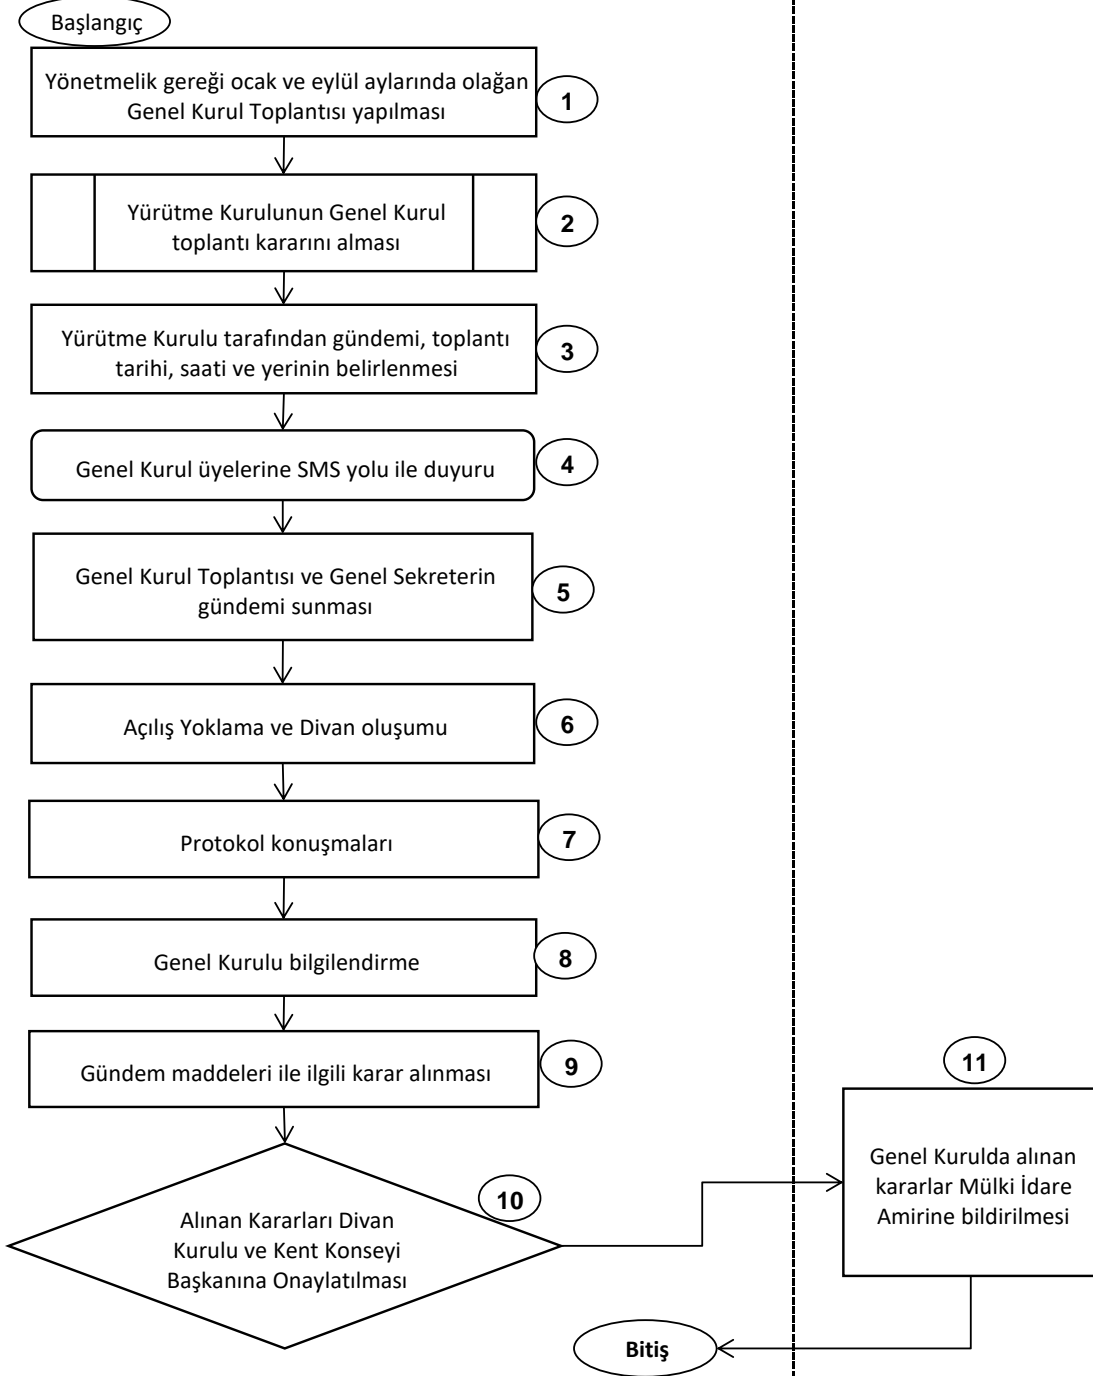 Başlangıç
Yönetmelik gereği ocak ve eylül aylarında olağan
Genel Kurul Toplantısı yapılması
1
Yürütme Kurulunun Genel Kurul
toplantı kararını alması
2
Yürütme Kurulu tarafından gündemi, toplantı
tarihi, saati ve yerinin belirlenmesi
3
Genel Kurul üyelerine SMS yolu ile duyuru
4
Genel Kurul Toplantısı ve Genel Sekreterin
gündemi sunması
5
Açılış Yoklama ve Divan oluşumu
6
Protokol konuşmaları
7
Genel Kurulu bilgilendirme
8
Gündem maddeleri ile ilgili karar alınması
9
Alınan Kararları Divan
Kurulu ve Kent Konseyi
Başkanına Onaylatılması
10
11
Genel Kurulda alınan
kararlar Mülki İdare
Amirine bildirilmesi
Bitiş